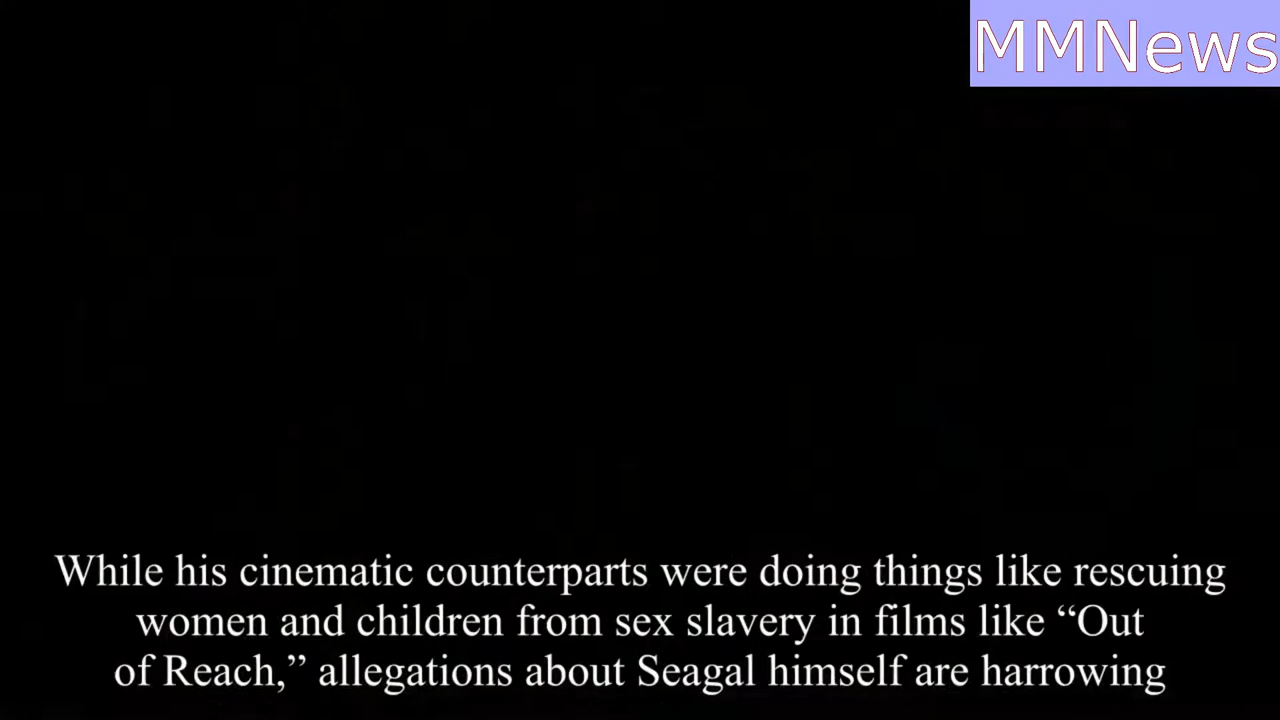 MMNews
While his cinematic counterparts were doing things like rescuing
women and children from sex slavery in films like “Out
of Reach,” allegations about Seagal himself are harrowing